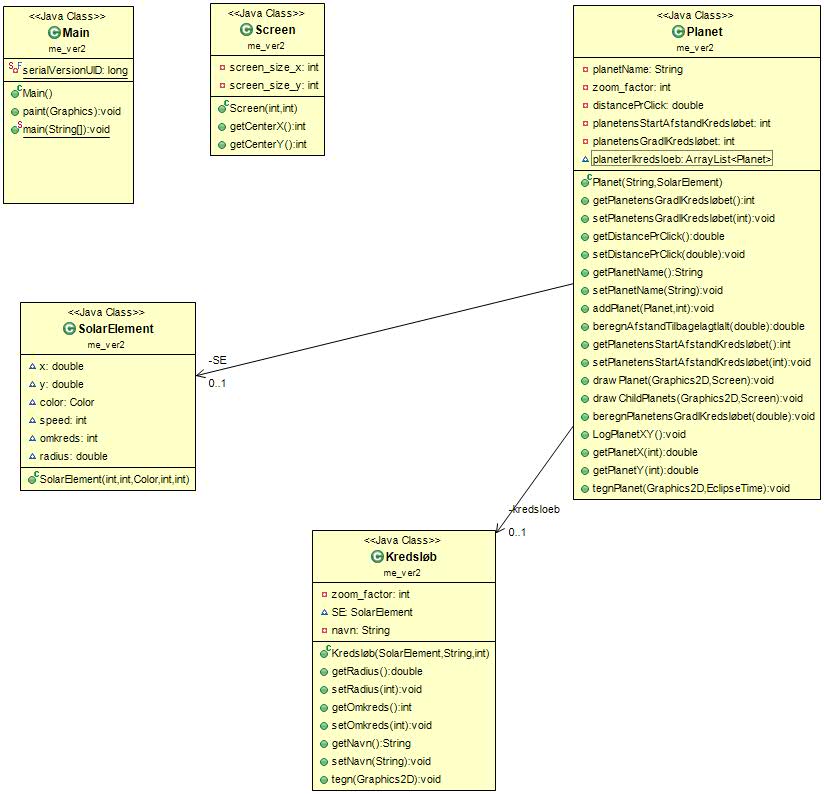 <<Java Class>>
Main
me_ver2
serialVersionUID: long
Main()
paint(Graphics):void
main(String[]):void
<<Java Class>>
Screen
me_ver2
screen_size_x: int
screen_size_y: int
Screen(int,int)
getCenterX():int
getCenterY():int
<<Java Class>>
Planet
me_ver2
planetName: String
zoom_factor: int
distancePrClick: double
planetensStartAfstandKredsløbet: int
planetensGradIKredsløbet: int
planeterIkredsloeb: ArrayList<Planet>
Planet(String,SolarElement)
getPlanetensGradIKredsløbet():int
setPlanetensGradIKredsløbet(int):void
getDistancePrClick():double
setDistancePrClick(double):void
getPlanetName():String
setPlanetName(String):void
addPlanet(Planet,int):void
beregnAfstandTilbagelagtIalt(double):double
getPlanetensStartAfstandKredsløbet():int
setPlanetensStartAfstandKredsløbet(int):void
drawPlanet(Graphics2D,Screen):void
drawChildPlanets(Graphics2D,Screen):void
beregnPlanetensGradIKredsløbet(double):void
LogPlanetXY():void
getPlanetX(int):double
getPlanetY(int):double
tegnPlanet(Graphics2D,EclipseTime):void
<<Java Class>>
SolarElement
me_ver2
x: double
y: double
color: Color
speed: int
omkreds: int
radius: double
SolarElement(int,int,Color,int,int)
-SE
0..1
-kredsloeb
0..1
<<Java Class>>
Kredsløb
me_ver2
zoom_factor: int
SE: SolarElement
navn: String
Kredsløb(SolarElement,String,int)
getRadius():double
setRadius(int):void
getOmkreds():int
setOmkreds(int):void
getNavn():String
setNavn(String):void
tegn(Graphics2D):void